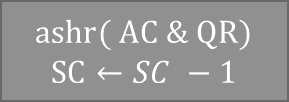 ashr( AC & QR)
SC ← SC − 1